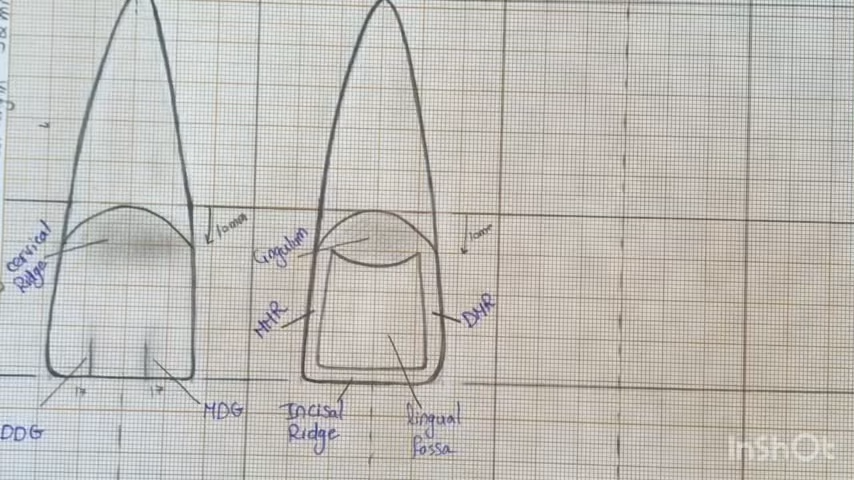 Cervical
Ridge
10mm
Cingulum
10mm
MMR
DMR
MDG
DDG
Incisal
Ridge
lingual
fossa
InShOt